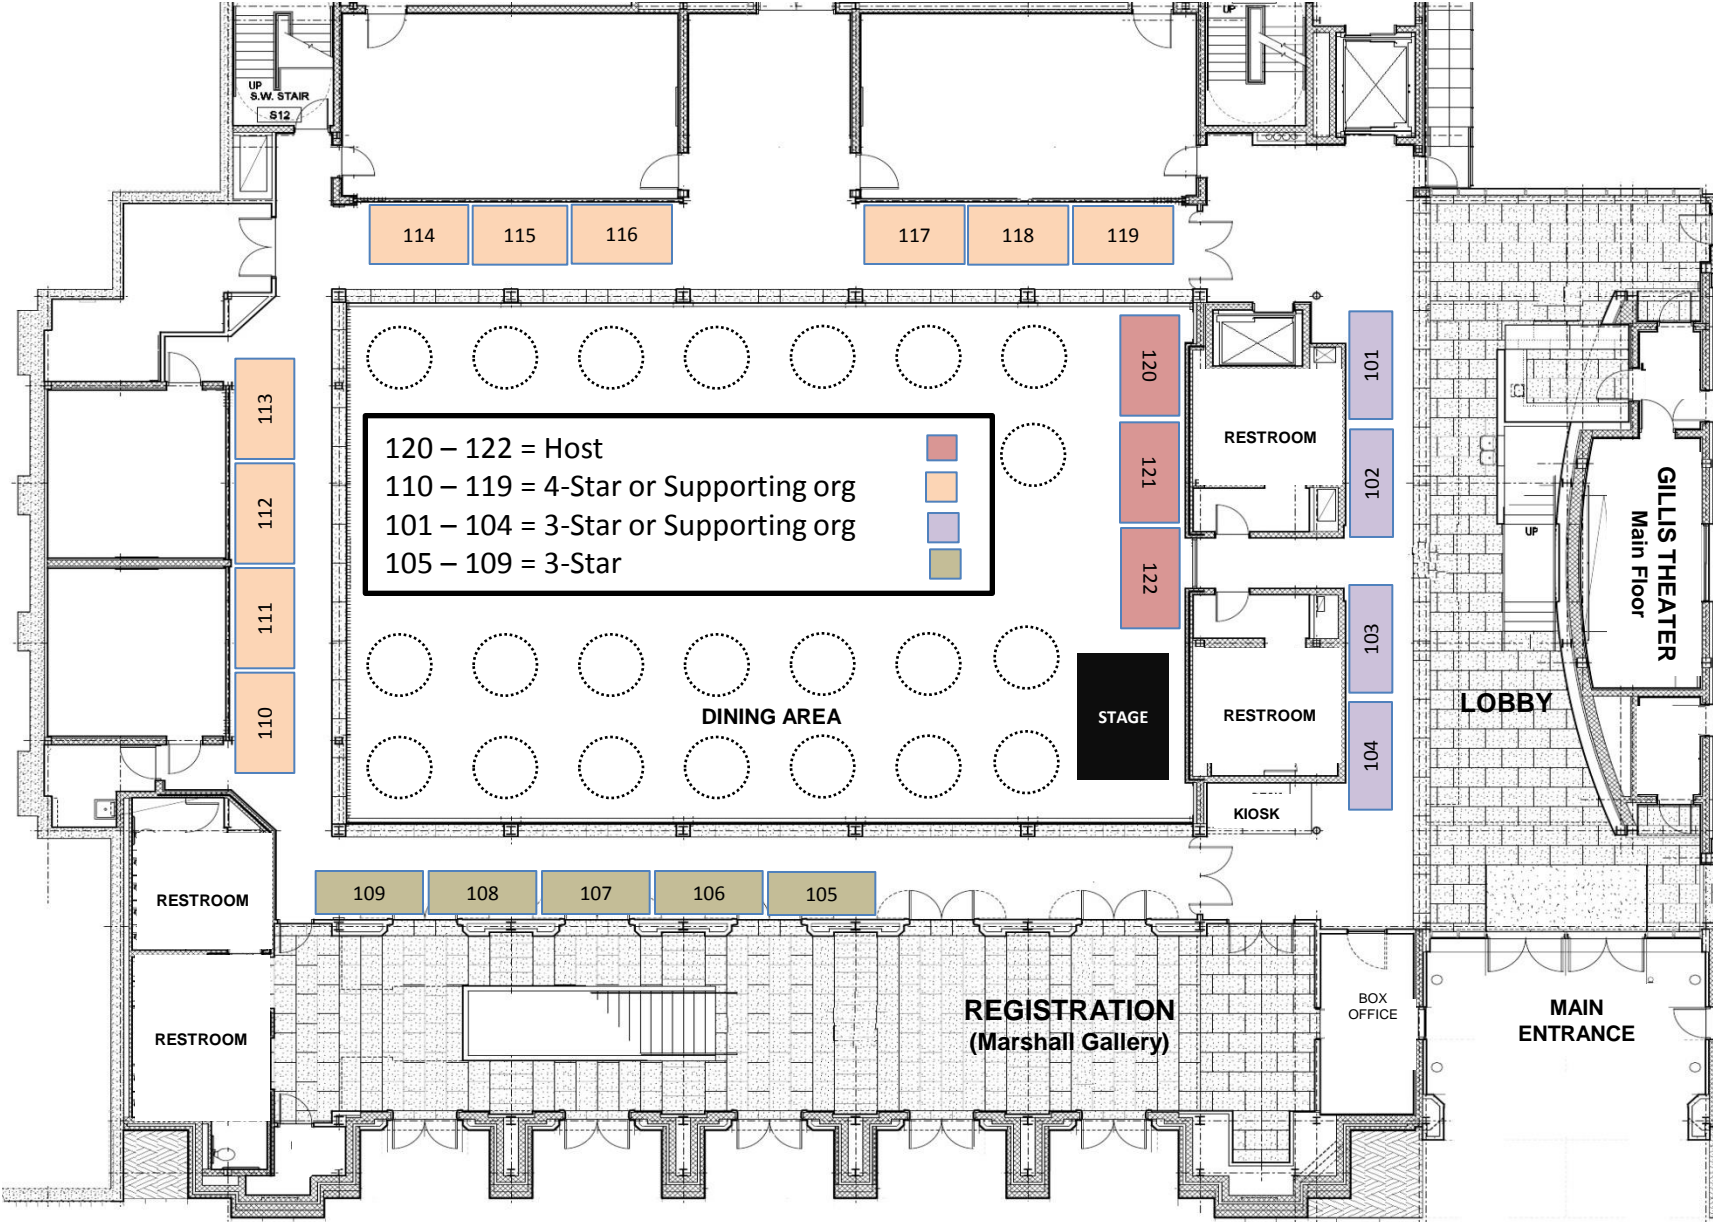 UP
UP
S.W. STAIR
S12
114
115
116
117
118
119
120
101
113
120 – 122 = Host
110 – 119 = 4-Star or Supporting org
101 – 104 = 3-Star or Supporting org
105 – 109 = 3-Star
RESTROOM
121
102
112
UP
GILLIS THEATER
Main Floor
122
111
103
110
DINING AREA
STAGE
RESTROOM
LOBBY
104
KIOSK
109
108
107
106
105
RESTROOM
REGISTRATION
(Marshall Gallery)
BOX
OFFICE
MAIN
ENTRANCE
RESTROOM